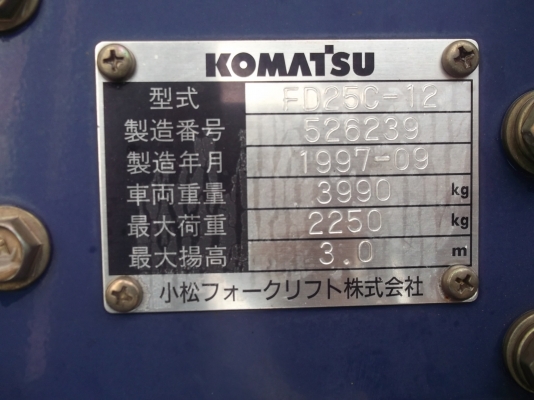 KOMATSU
型式 FD25C-12
製造番号 526239
製造年月 1997-09
車両重量 3990 kg
最大荷重 2250 kg
最大揚高 3.0 m
小松フォークリフト株式会社